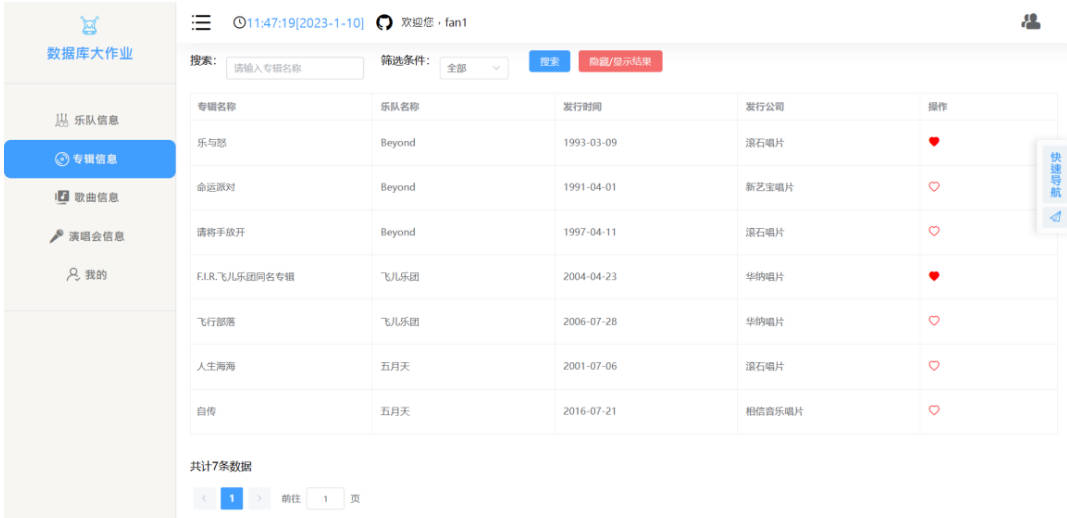 数据库大作业
乐队信息
专辑信息
歌曲信息
演唱会信息
我的
11:47:19[2023-1-10] 欢迎您，fan1
搜索： 请输入专辑名称 筛选条件： 全部 搜索 隐藏/显示结果
专辑名称 乐队名称 发行时间 发行公司 操作
乐与怒 Beyond 1993-03-09 滚石唱片
命运派对 Beyond 1991-04-01 新艺宝唱片
请将手放开 Beyond 1997-04-11 滚石唱片
F.I.R.飞儿乐团同名专辑 飞儿乐团 2004-04-23 华纳唱片
飞行部落 飞儿乐团 2006-07-28 华纳唱片
人生海海 五月天 2001-07-06 滚石唱片
自传 五月天 2016-07-21 相信音乐唱片
共计7条数据
1 前往 1 页
快速导航